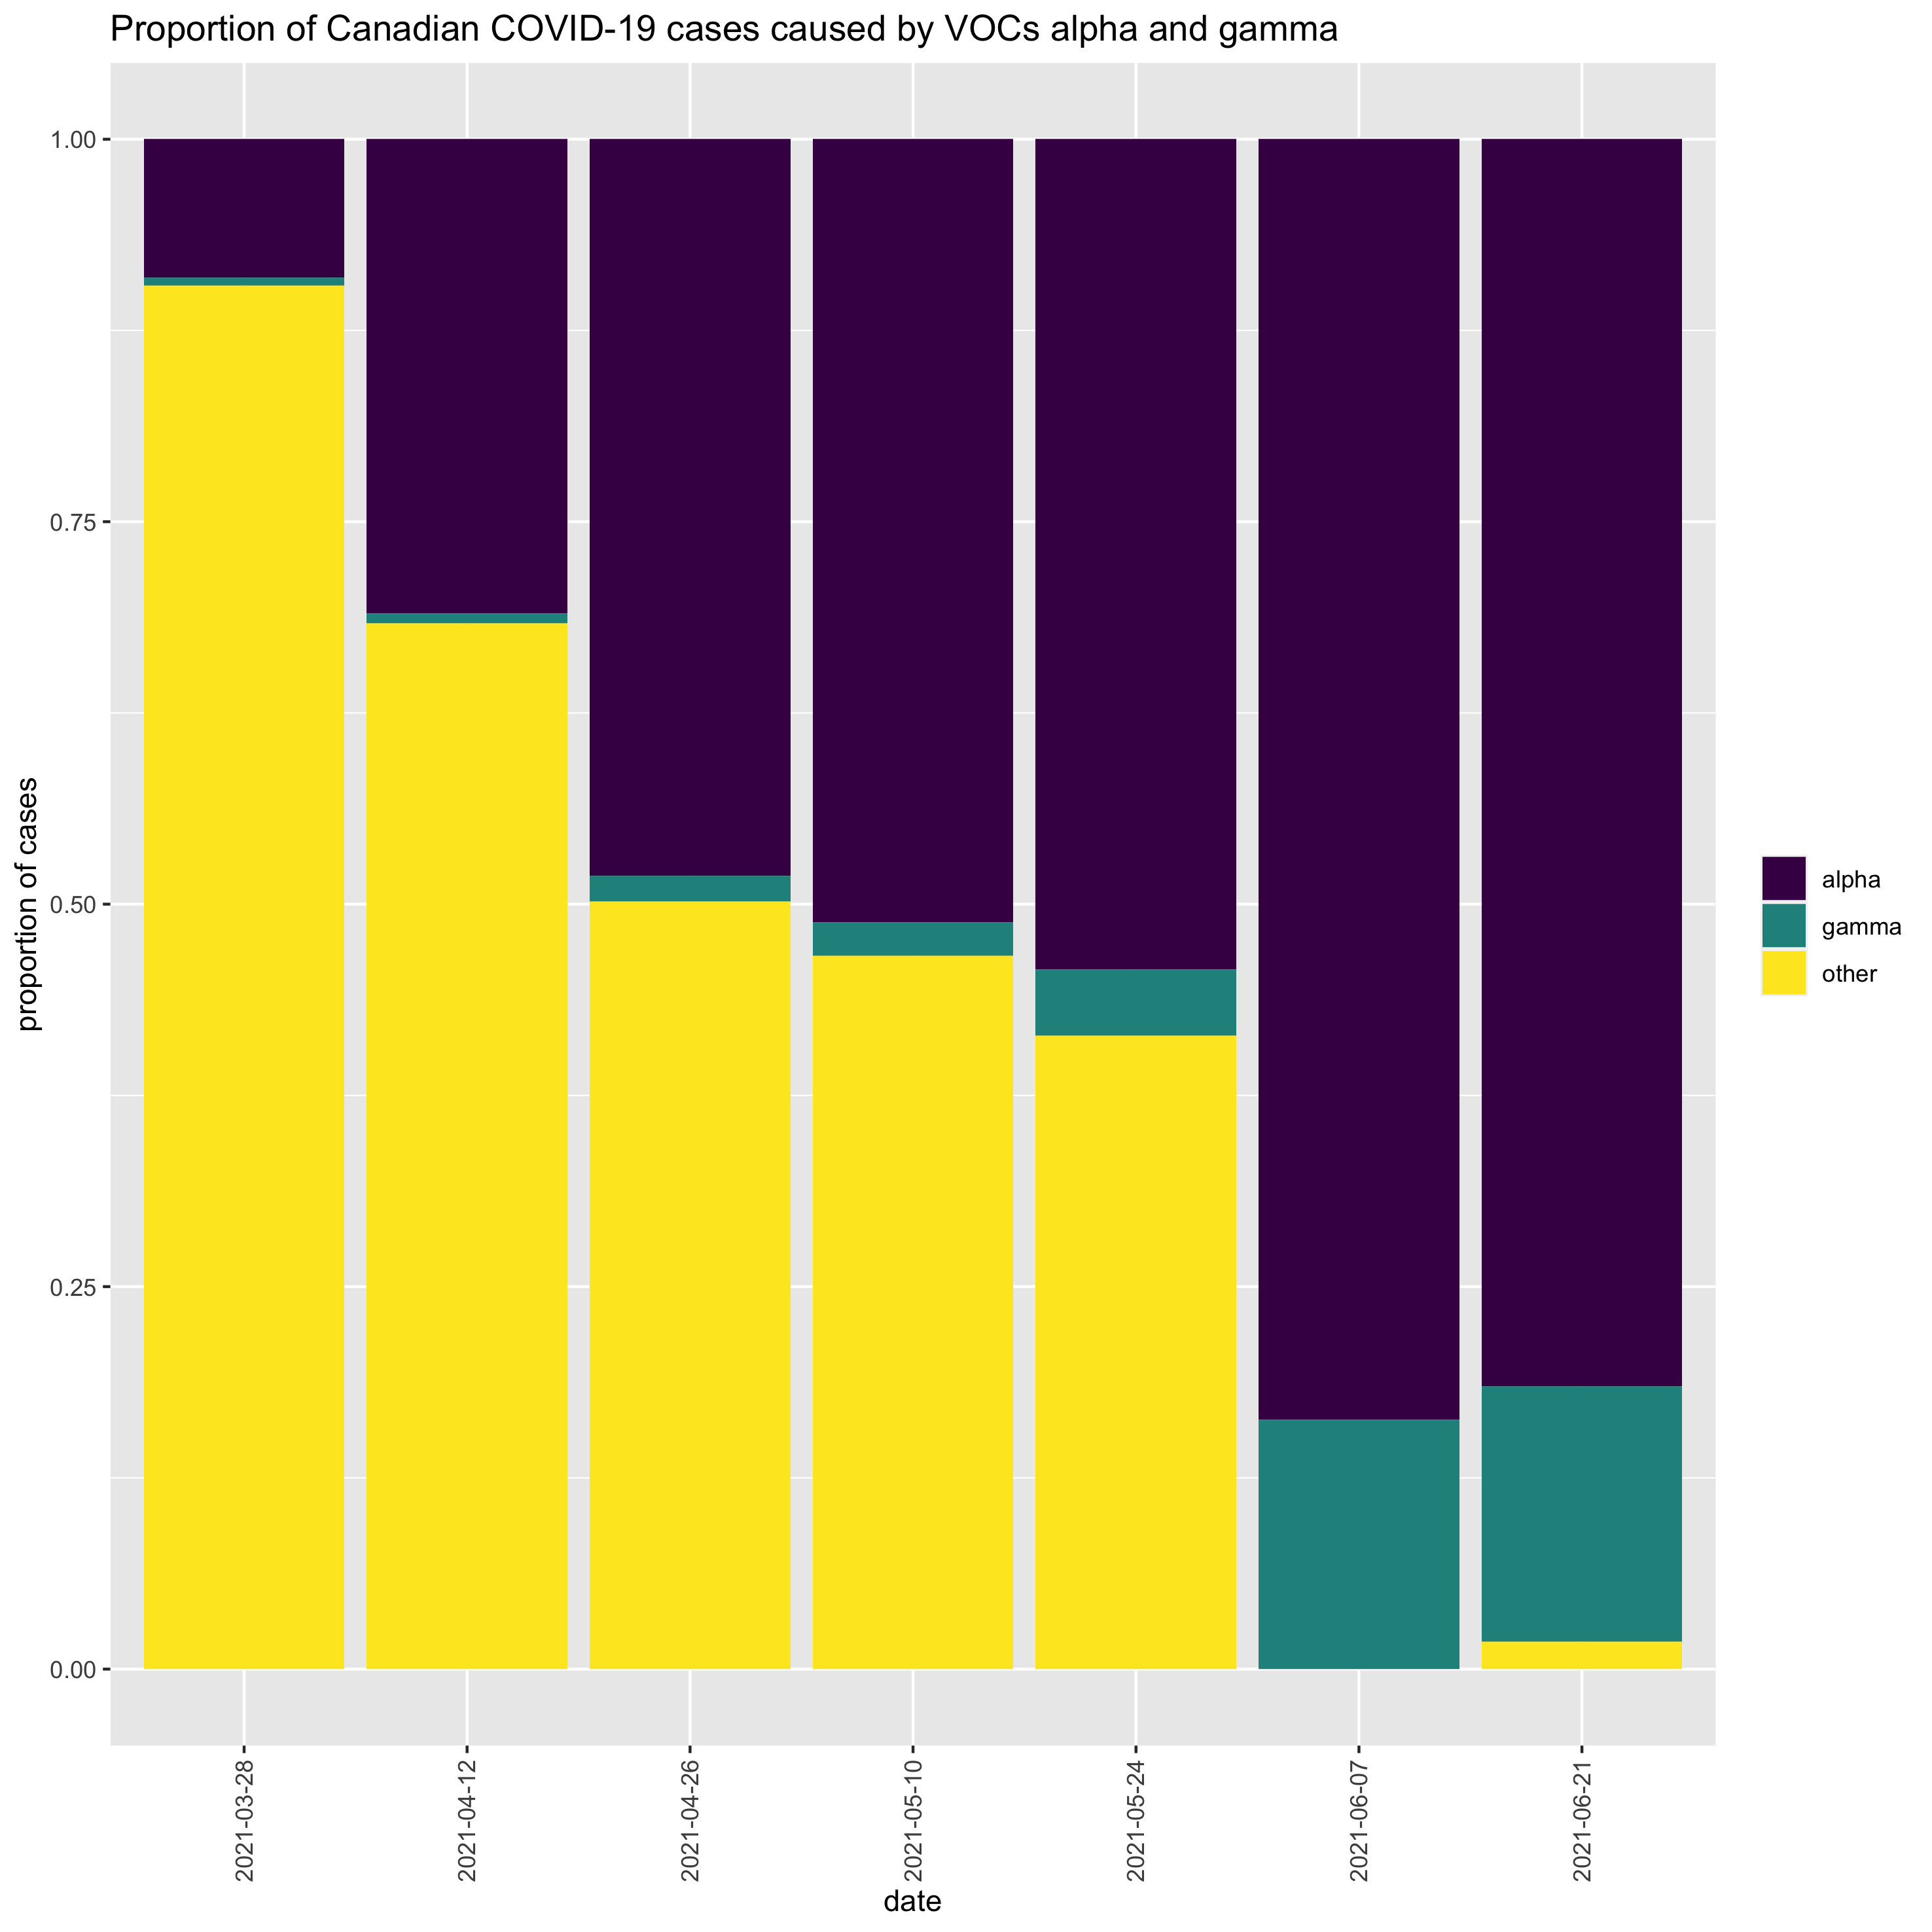 Proportion of Canadian COVID-19 cases caused by VOCs alpha and gamma
proportion of cases
1.00
0.75
0.50
0.25
0.00
2021-03-28
2021-04-12
2021-04-26
2021-05-10
2021-05-24
2021-06-07
2021-06-21
date
alpha
gamma
other